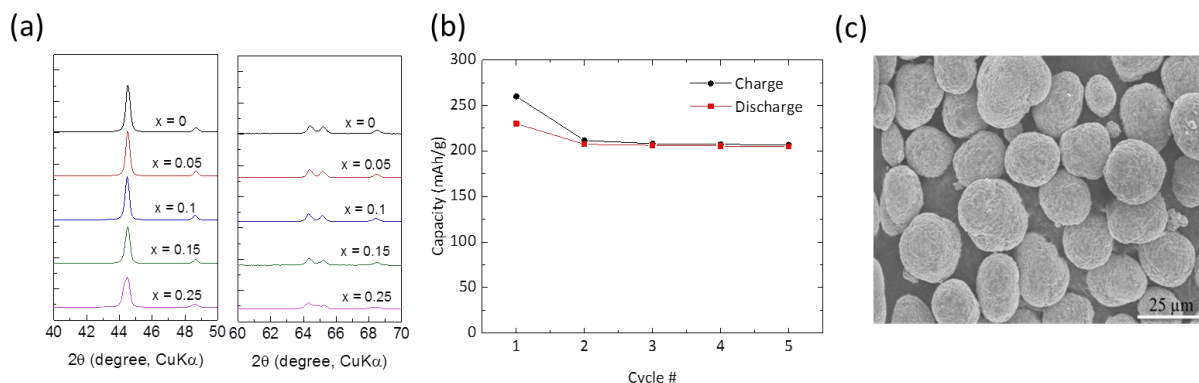 (a)
x = 0
x = 0.05
x = 0.1
x = 0.15
x = 0.25
40 42 44 46 48 50
2θ (degree, CuKα)
x = 0
x = 0.05
x = 0.1
x = 0.15
x = 0.25
60 62 64 66 68 70
2θ (degree, CuKα)
(b)
300
250
200
150
200
50
0
Capacity (mAh/g)
Charge
Discharge
1 2 3 4 5
Cycle #
(c)
25 µm